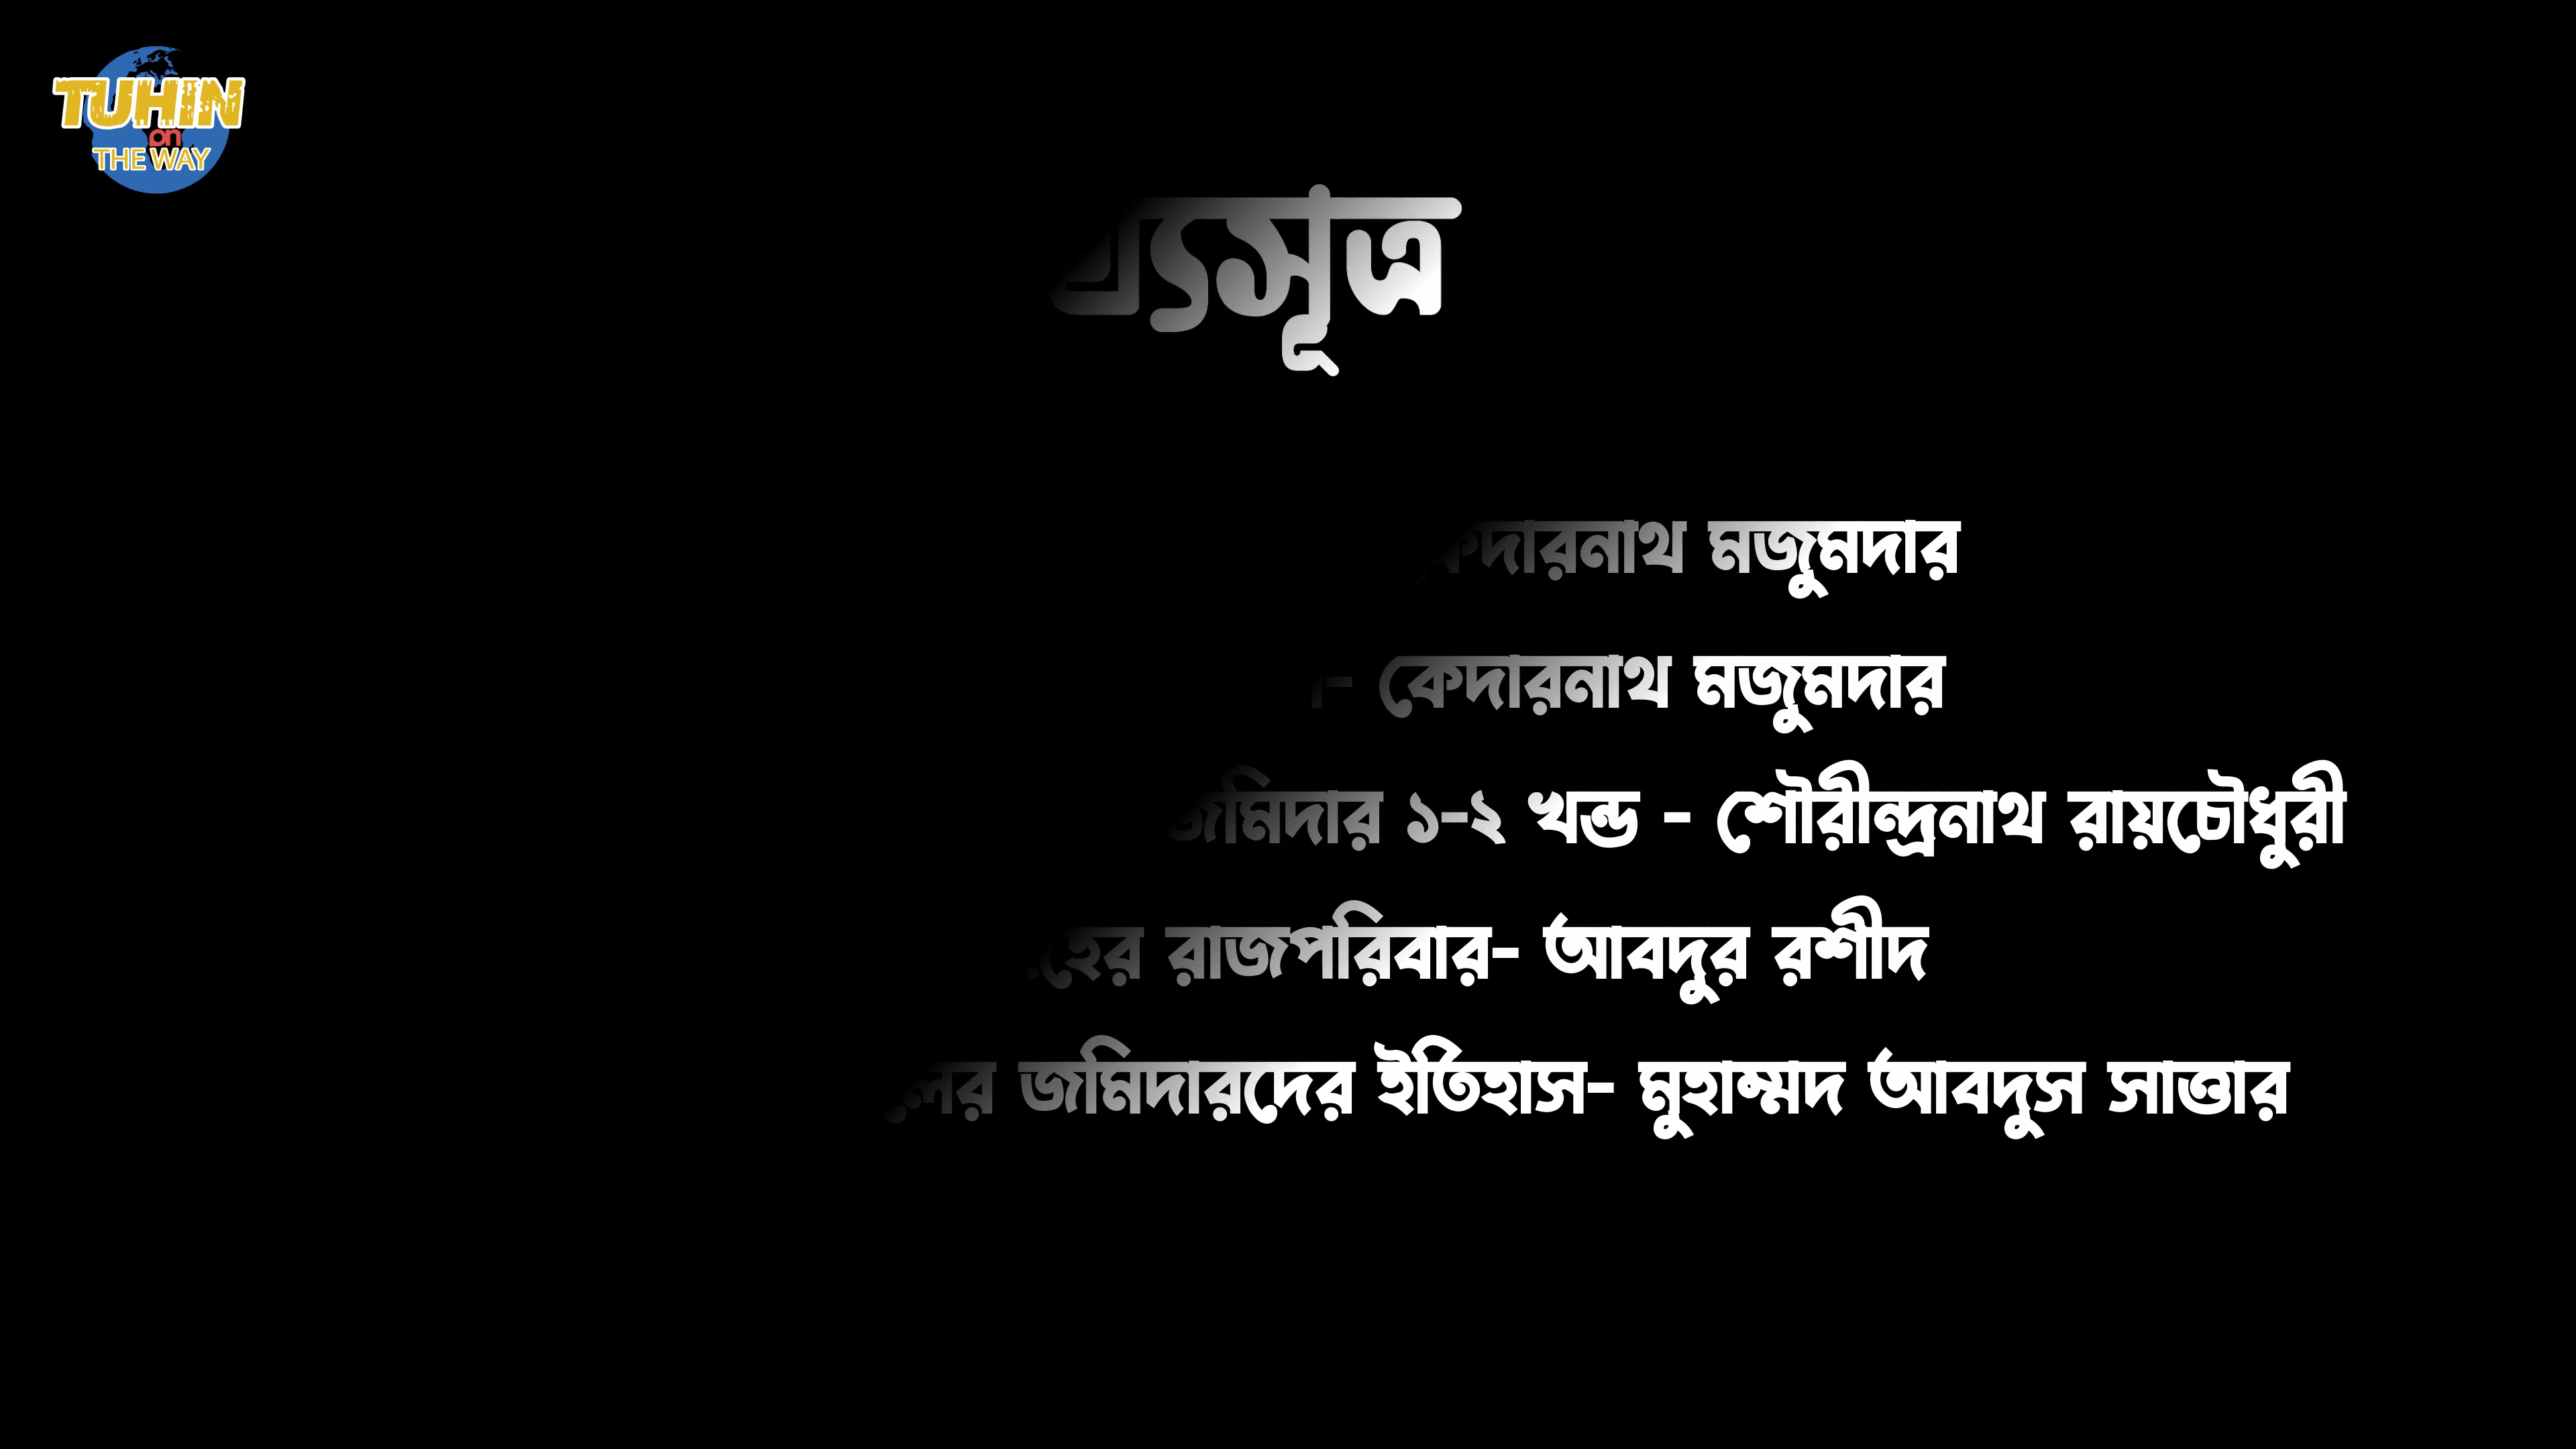 TUHIN
on
THE WAY
কেদারনাথ মজুমদার
- কেদারনাথ মজুমদার
জমিদার ১-২ খন্ড - শৌরীন্দ্রনাথ রায়চৌধুরী
রাজপরিবার- আবদুর রশীদ
জমিদারদের ইতিহাস- মুহাম্মদ আবদুস সাত্তার